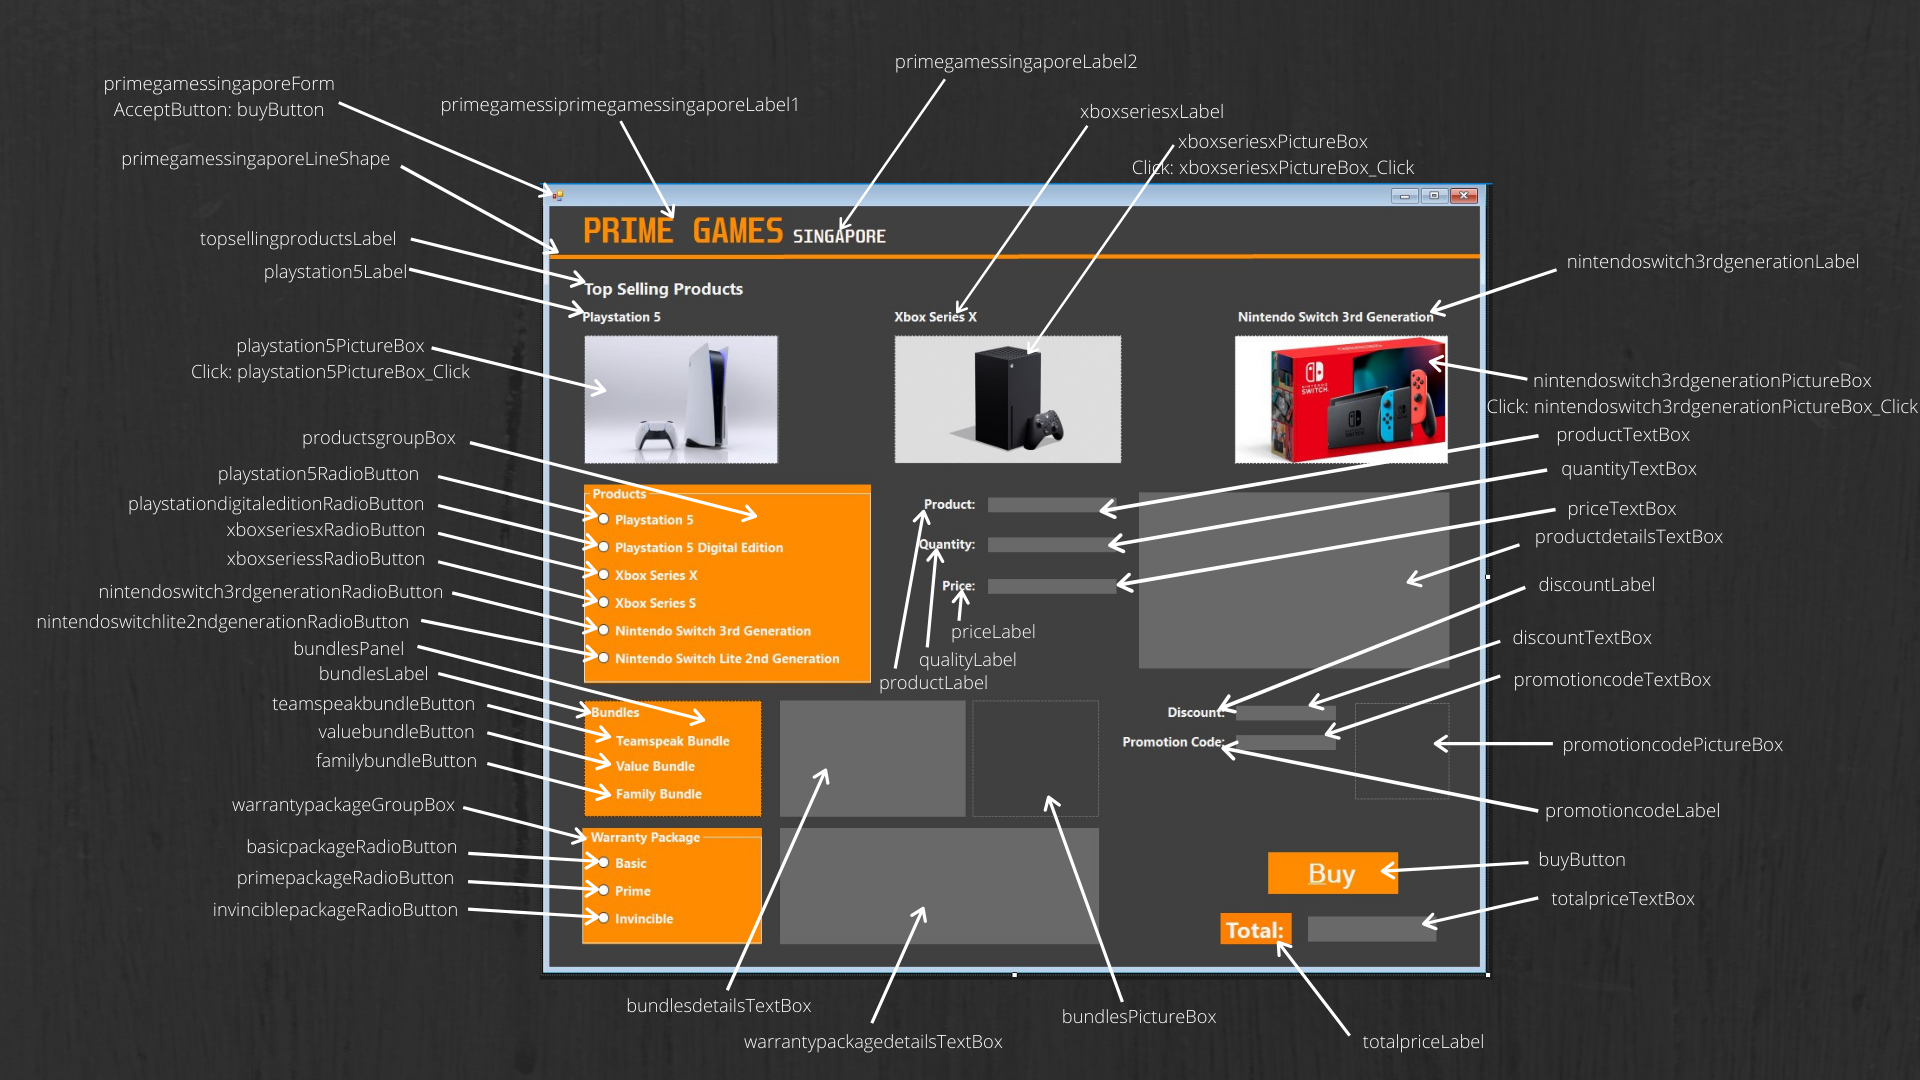 primegamessingaporeLabel2
primegamessingaporeForm
AcceptButton: buyButton
primegamessiprimegamessingaporeLabel1
xboxseriesxLabel
xboxseriesxPictureBox
Click: xboxseriesxPictureBox_Click
primegamessingaporeLineShape
PRIME GAMES SINGAPORE
topsellingproductsLabel
playstation5Label
nintendoswitch3rdgenerationLabel
Top Selling Products
Playstation 5
Xbox Series X
Nintendo Switch 3rd Generation
playstation5PictureBox
Click: playstation5PictureBox_Click
NINTENDO
SWITCH
nintendoswitch3rdgenerationPictureBox
Click: nintendoswitch3rdgenerationPictureBox_Click
productsgroupBox
playstation5RadioButton
playstationdigitaleditionRadioButton
xboxseriesxRadioButton
xboxseriessRadioButton
nintendoswitch3rdgenerationRadioButton
nintendoswitchlite2ndgenerationRadioButton
bundlesPanel
bundlesLabel
teamspeakbundleButton
valuebundleButton
familybundleButton
warrantypackageGroupBox
basicpackageRadioButton
primepackageRadioButton
invinciblepackageRadioButton
Products
Playstation 5
Playstation 5 Digital Edition
Xbox Series X
Xbox Series S
Nintendo Switch 3rd Generation
Nintendo Switch Lite 2nd Generation
Product:
Quantity:
Price:
priceLabel
qualityLabel
productLabel
productTextBox
quantityTextBox
priceTextBox
productdetailsTextBox
discountLabel
discountTextBox
promotioncodeTextBox
promotioncodePictureBox
promotioncodeLabel
buyButton
totalpriceTextBox
Bundles
Teamspeak Bundle
Value Bundle
Family Bundle
Discount:
Promotion Code:
Warranty Package
Basic
Prime
Invincible
Buy
Total:
bundlesdetailsTextBox
warrantypackagedetailsTextBox
bundlesPictureBox
totalpriceLabel